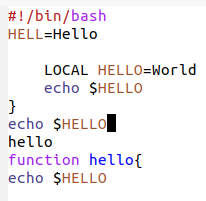 #!/bin/bash
HELL=Hello
LOCAL HELLO=World
echo $HELLO
}
echo $HELLO
hello
function hello{
echo $HELLO